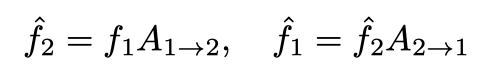 f̂₂ = f₁A₁→₂, f̂₁ = f̂₂A₂→₁